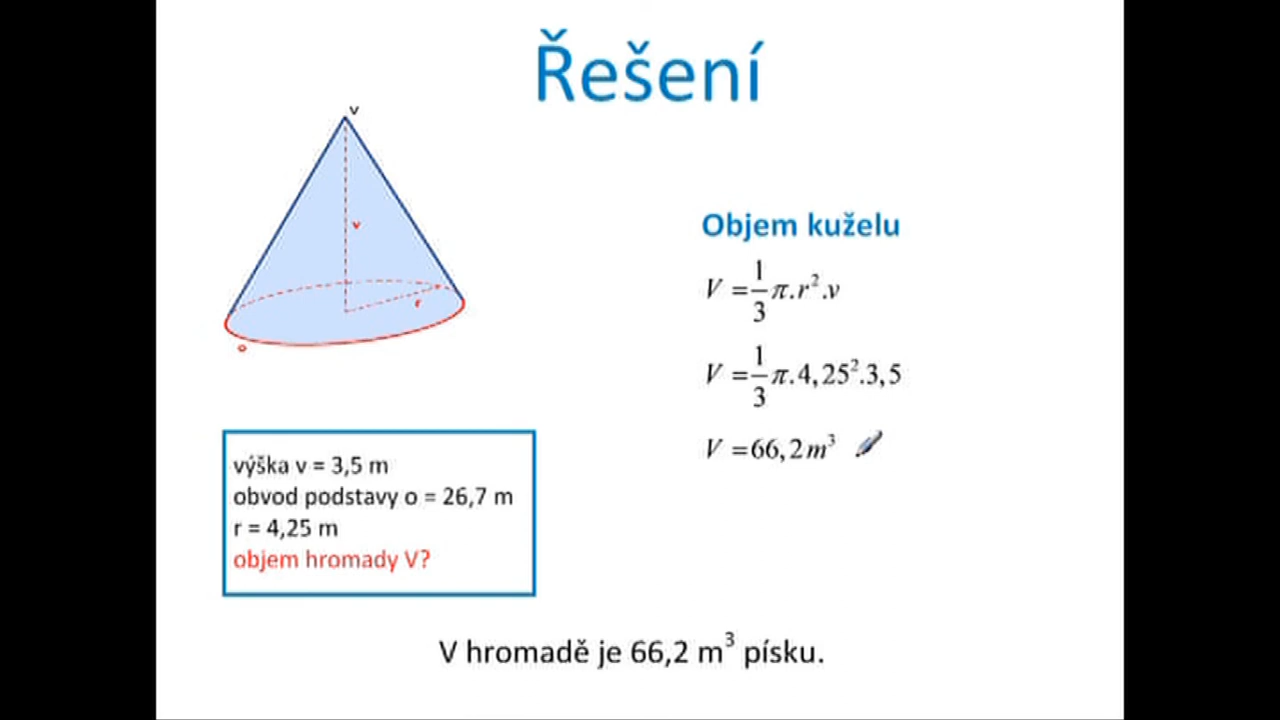 Řešení
V
v
r
o
Objem kuželu
V = 1/3 π.r².v
V = 1/3 π.4,25².3,5
V = 66,2 m³
výška v = 3,5 m
obvod podstavy o = 26,7 m
r = 4,25 m
objem hromady V?
V hromadě je 66,2 m³ písku.